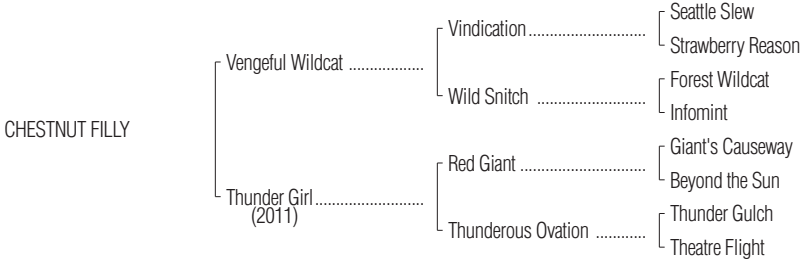 Seattle Slew
Vindication..............................
Strawberry Reason
Vengeful Wildcat ...................
Forest Wildcat
Wild Snitch ............................
Infomint
CHESTNUT FILLY
Giant's Causeway
Red Giant ................................
Beyond the Sun
Thunder Girl............................
(2011)
Thunder Gulch
Thunderous Ovation .............
Theatre Flight